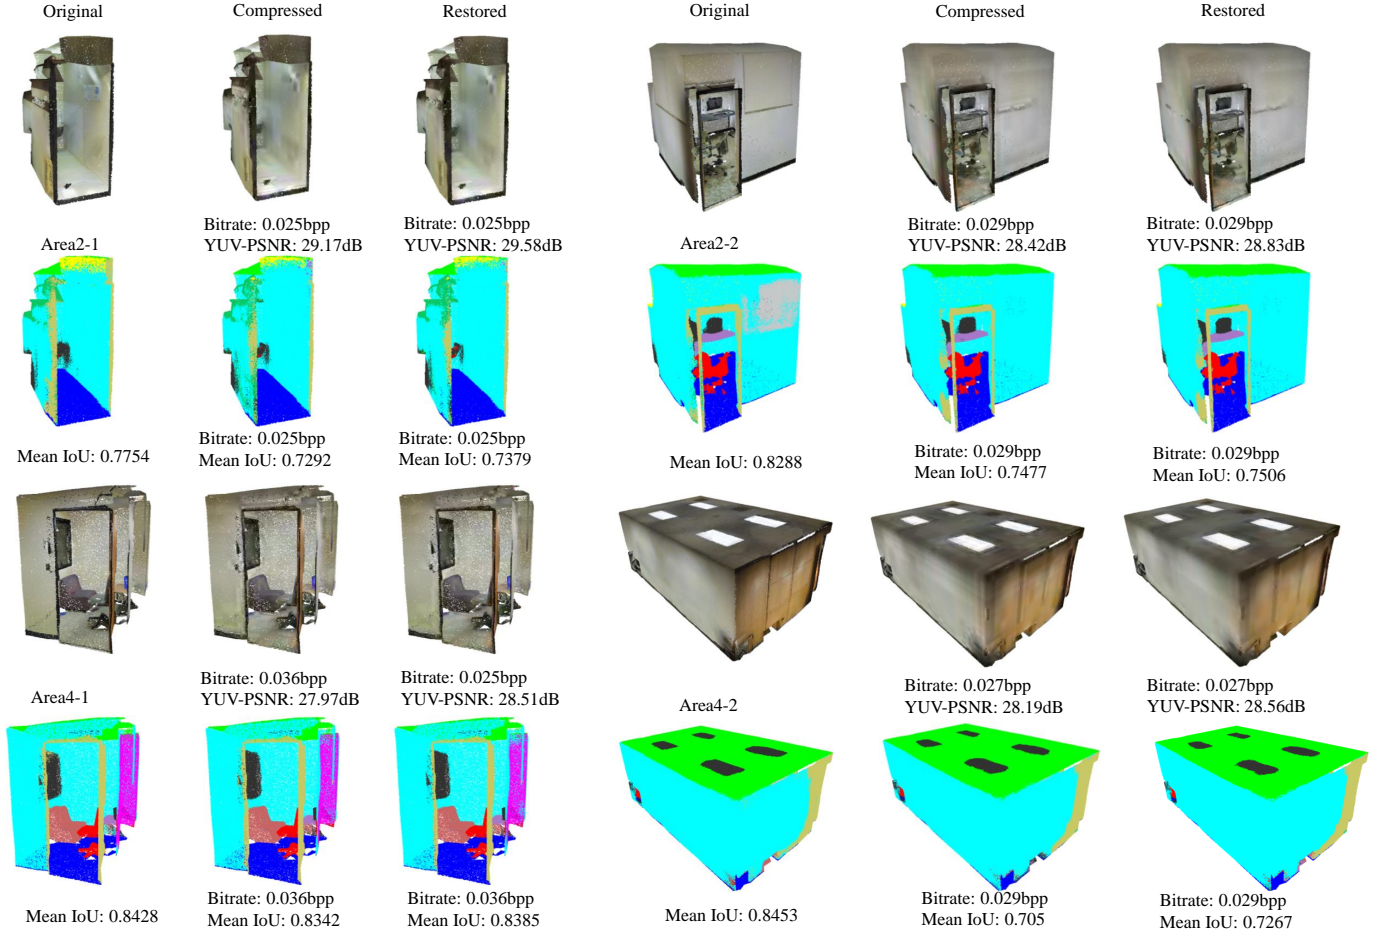 Original
Compressed
Restored
Original
Compressed
Restored
Bitrate: 0.025bpp
YUV-PSNR: 29.17dB
Bitrate: 0.025bpp
YUV-PSNR: 29.58dB
Bitrate: 0.029bpp
YUV-PSNR: 28.42dB
Bitrate: 0.029bpp
YUV-PSNR: 28.83dB
Area2-1
Area2-2
Mean IoU: 0.7754
Bitrate: 0.025bpp
Mean IoU: 0.7292
Bitrate: 0.025bpp
Mean IoU: 0.7379
Mean IoU: 0.8288
Bitrate: 0.029bpp
Mean IoU: 0.7477
Bitrate: 0.029bpp
Mean IoU: 0.7506
Bitrate: 0.036bpp
YUV-PSNR: 27.97dB
Bitrate: 0.025bpp
YUV-PSNR: 28.51dB
Bitrate: 0.027bpp
YUV-PSNR: 28.19dB
Bitrate: 0.027bpp
YUV-PSNR: 28.56dB
Area4-1
Area4-2
Mean IoU: 0.8428
Bitrate: 0.036bpp
Mean IoU: 0.8342
Bitrate: 0.036bpp
Mean IoU: 0.8385
Mean IoU: 0.8453
Bitrate: 0.029bpp
Mean IoU: 0.705
Bitrate: 0.029bpp
Mean IoU: 0.7267